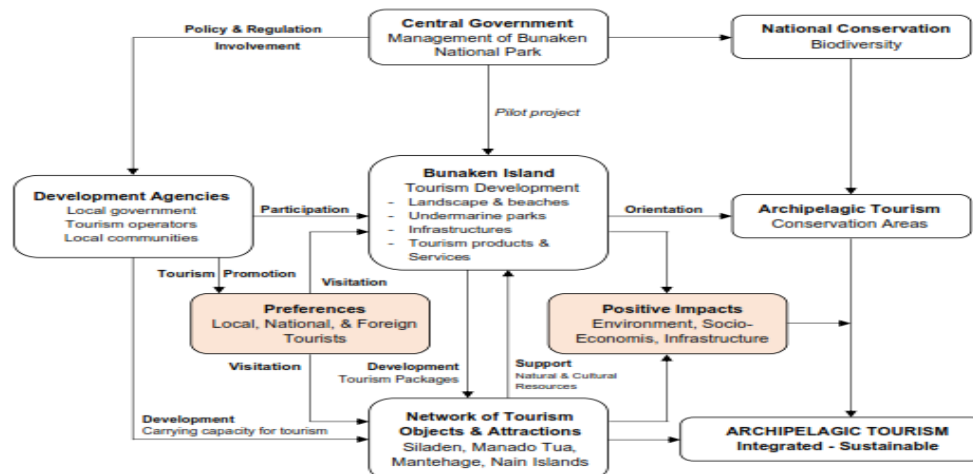 Central Government
Management of Bunaken
National Park
National Conservation
Biodiversity
Policy & Regulation
Involvement
Pilot project
Development Agencies
Local government
Tourism operators
Local communities
Participation
Bunaken Island
Tourism Development
- Landscape & beaches
- Undermarine parks
- Infrastructures
- Tourism products &
Services
Orientation
Archipelagic Tourism
Conservation Areas
Tourism Promotion
Visitation
Preferences
Local, National, & Foreign
Tourists
Positive Impacts
Environment, Socio-
Economis, Infrastructure
Visitation
Development
Tourism Packages
Support
Natural & Cultural
Resources
Development
Carrying capacity for tourism
Network of Tourism
Objects & Attractions
Siladen, Manado Tua,
Mantehage, Nain Islands
ARCHIPELAGIC TOURISM
Integrated - Sustainable